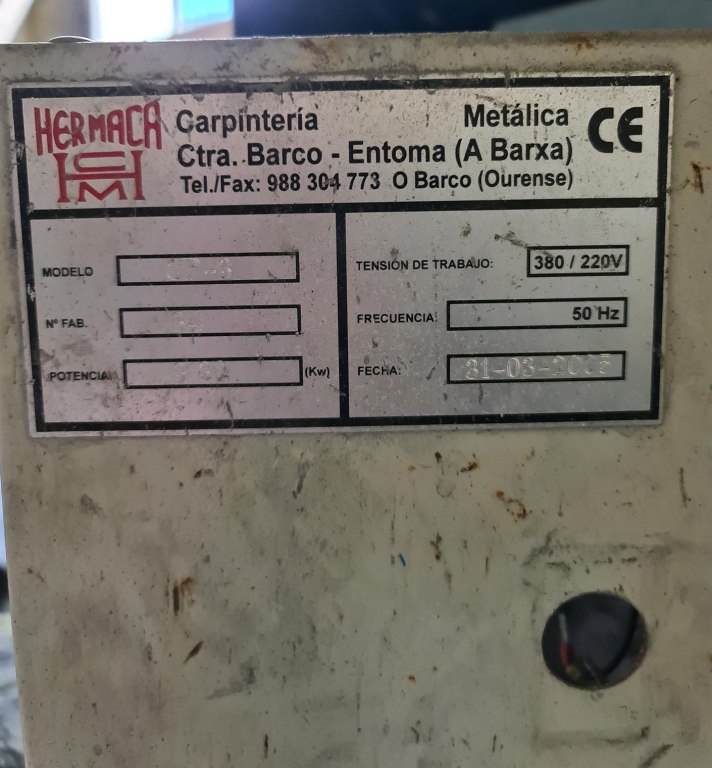 HERMACA
HCM
Carpintería Metálica CE
Ctra. Barco - Entoma (A Barxa)
Tel./Fax: 988 304 773 O Barco (Ourense)
MODELO
Nº FAB.
POTENCIA (Kw)
TENSIÓN DE TRABAJO: 380 / 220V
FRECUENCIA: 50 Hz
FECHA: